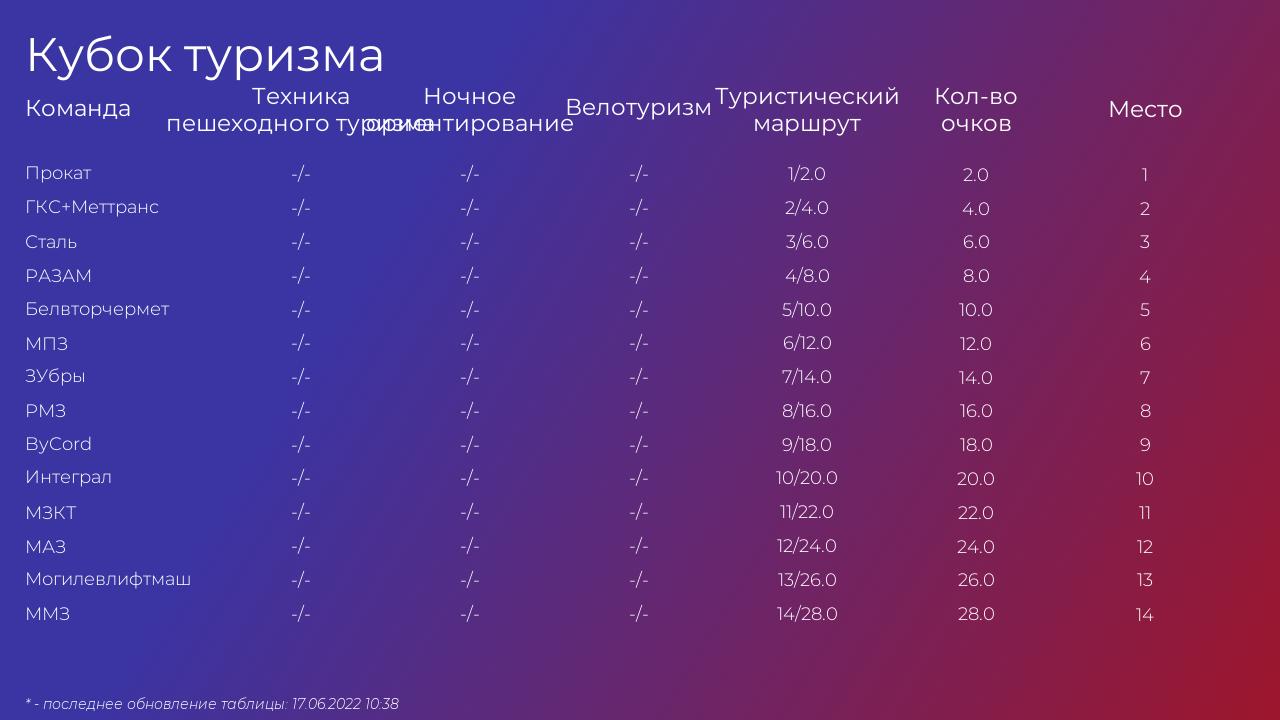 Кубок туризма
Команда Техника пешеходного туризма Ночное ориентирование Велотуризм Туристический маршрут Кол-во очков Место
Прокат -/- -/- -/- 1/2.0 2.0 1
ГКС+Меттранс -/- -/- -/- 2/4.0 4.0 2
Сталь -/- -/- -/- 3/6.0 6.0 3
РАЗАМ -/- -/- -/- 4/8.0 8.0 4
Белвторчермет -/- -/- -/- 5/10.0 10.0 5
МПЗ -/- -/- -/- 6/12.0 12.0 6
ЗУбры -/- -/- -/- 7/14.0 14.0 7
РМЗ -/- -/- -/- 8/16.0 16.0 8
ByCord -/- -/- -/- 9/18.0 18.0 9
Интеграл -/- -/- -/- 10/20.0 20.0 10
МЗКТ -/- -/- -/- 11/22.0 22.0 11
МАЗ -/- -/- -/- 12/24.0 24.0 12
Могилевлифтмаш -/- -/- -/- 13/26.0 26.0 13
ММЗ -/- -/- -/- 14/28.0 28.0 14
* - последнее обновление таблицы: 17.06.2022 10:38